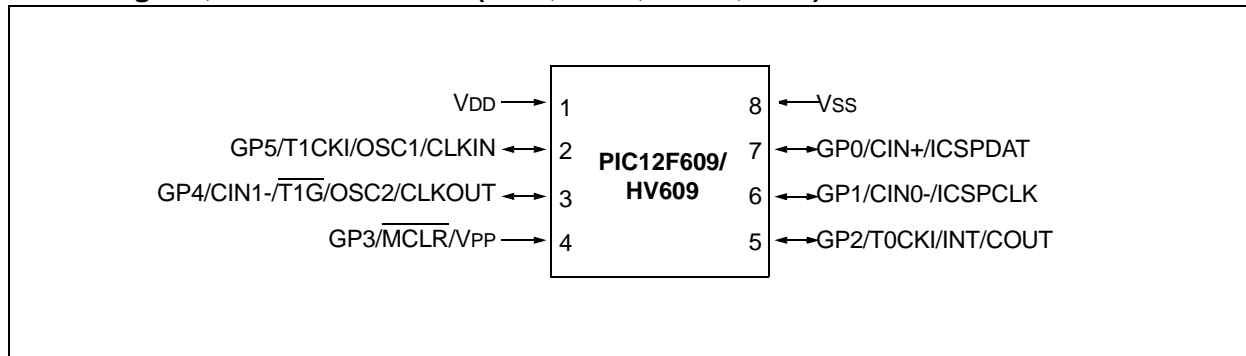 VDD
1
8
VSS
GP5/T1CKI/OSC1/CLKIN
2
PIC12F609/
HV609
7
GP0/CIN+/ICSPDAT
GP4/CIN1-/T1G/OSC2/CLKOUT
3
6
GP1/CIN0-/ICSPCLK
GP3/MCLR/VPP
4
5
GP2/T0CKI/INT/COUT